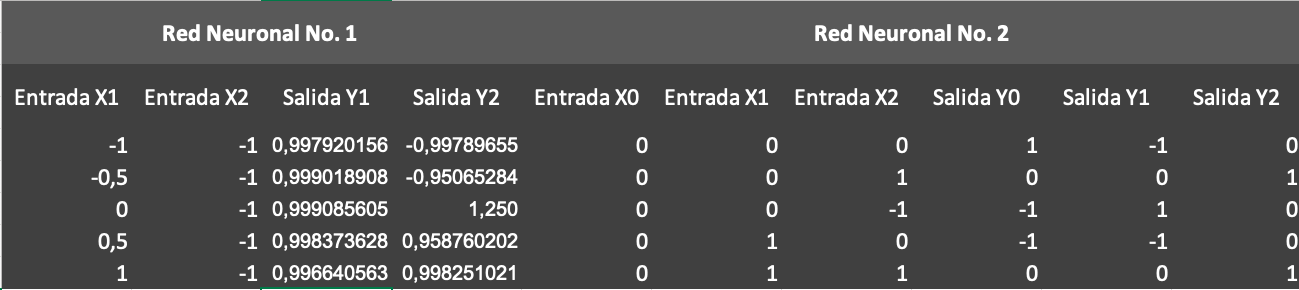 Red Neuronal No. 1 Red Neuronal No. 2
Entrada X1 Entrada X2 Salida Y1 Salida Y2 Entrada X0 Entrada X1 Entrada X2 Salida Y0 Salida Y1 Salida Y2
-1 -1 0,997920156 -0,99789655 0 0 0 1 -1 0
-0,5 -1 0,999018908 -0,95065284 0 0 1 0 0 1
0 -1 0,999085605 1,250 0 0 -1 -1 1 0
0,5 -1 0,998373628 0,958760202 0 1 0 -1 -1 0
1 -1 0,996640563 0,998251021 0 1 1 0 0 1